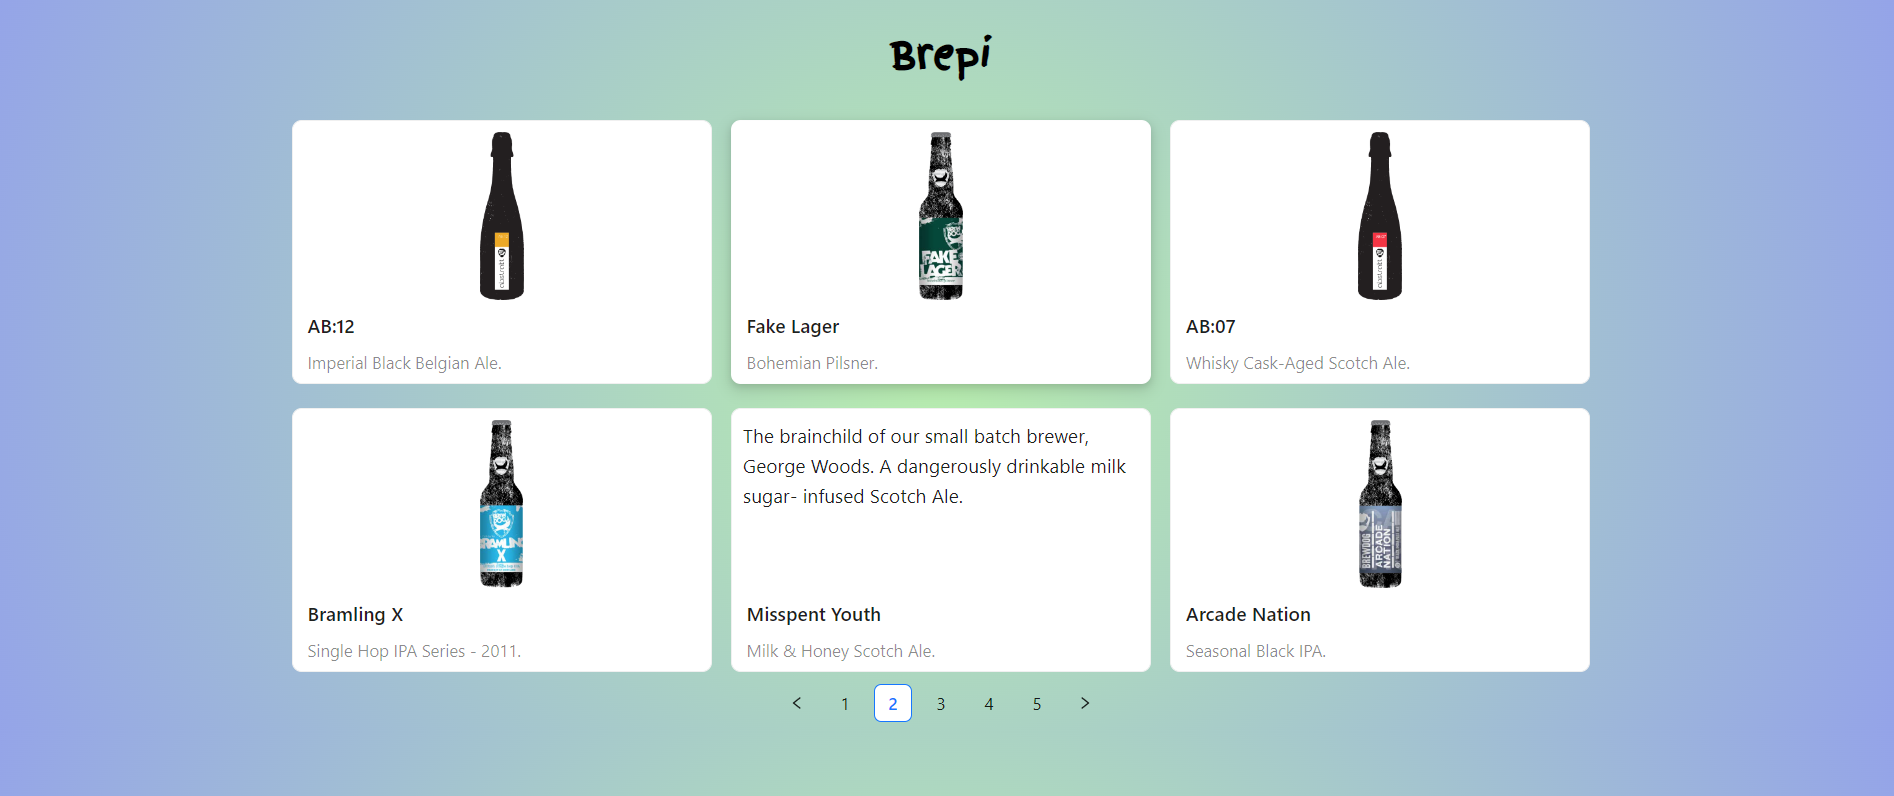 Brepi
AB:12
Imperial Black Belgian Ale.
FAKE
LAGER
Fake Lager
Bohemian Pilsner.
AB:07
Whisky Cask-Aged Scotch Ale.
BRAMLING
X
Bramling X
Single Hop IPA Series - 2011.
The brainchild of our small batch brewer,
George Woods. A dangerously drinkable milk
sugar- infused Scotch Ale.
Misspent Youth
Milk & Honey Scotch Ale.
BREWDOG
ARCADE
NATION
Arcade Nation
Seasonal Black IPA.
1 2 3 4 5